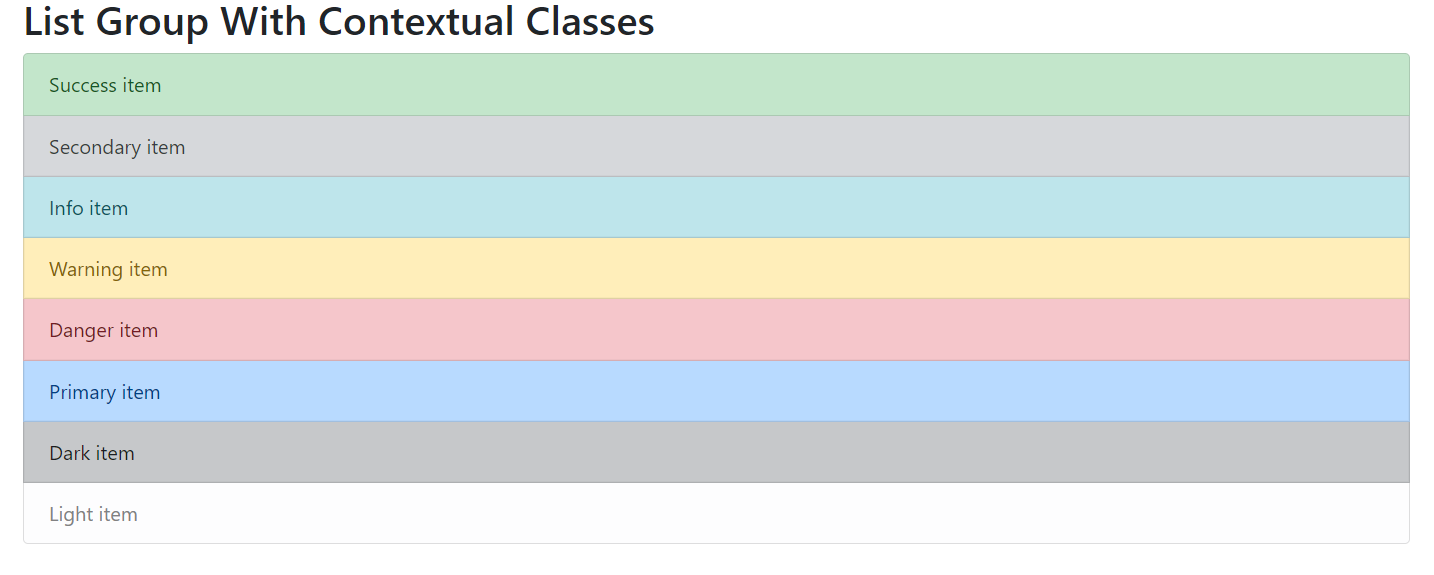 List Group With Contextual Classes
Success item
Secondary item
Info item
Warning item
Danger item
Primary item
Dark item
Light item